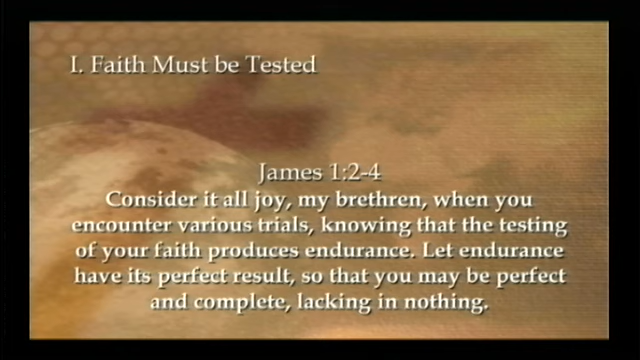 I. Faith Must be Tested
James 1:2-4
Consider it all joy, my brethren, when you
encounter various trials, knowing that the testing
of your faith produces endurance. Let endurance
have its perfect result, so that you may be perfect
and complete, lacking in nothing.